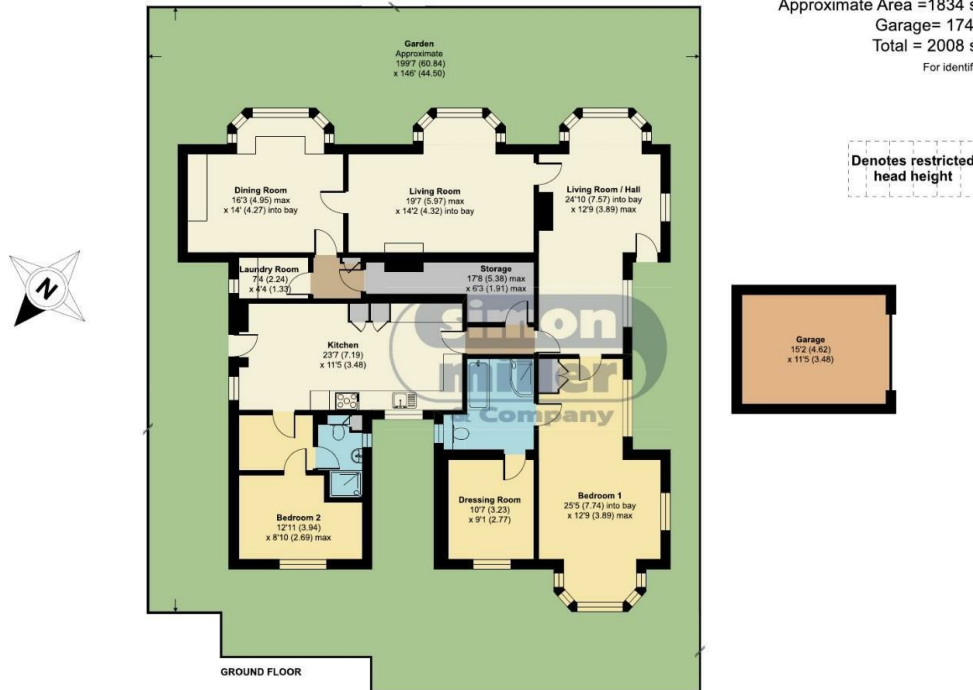 Approximate Area =1834 s
Garage= 174
Total = 2008 s
For identif
Garden
Approximate
199'7 (60.84)
x 146' (44.50)
Denotes restricted
head height
Dining Room
16'3 (4.95) max
x 14' (4.27) into bay
Living Room
19'7 (5.97) max
x 14'2 (4.32) into bay
Living Room / Hall
24'10 (7.57) into bay
x 12'9 (3.89) max
N
Laundry Room
7'4 (2.24)
x 4'4 (1.33)
Storage
17'8 (5.38) max
x 6'3 (1.91) max
Kitchen
23'7 (7.19)
x 11'5 (3.48)
simon
miller
& Company
Garage
15'2 (4.62)
x 11'5 (3.48)
Bedroom 2
12'11 (3.94)
x 8'10 (2.69) max
Dressing Room
10'7 (3.23)
x 9'1 (2.77)
Bedroom 1
25'5 (7.74) into bay
x 12'9 (3.89) max
GROUND FLOOR